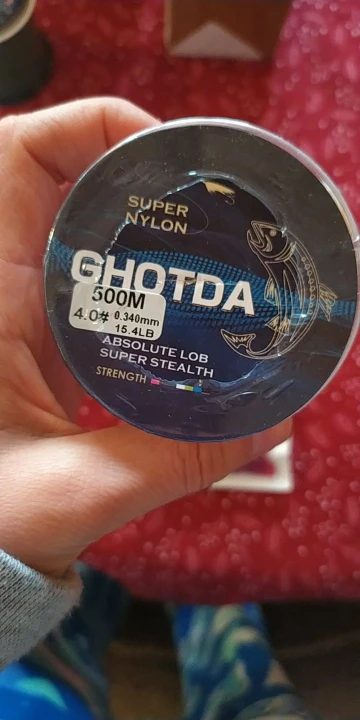 SUPER
NYLON
GHOTDA
500M
4.0# 0.340mm
15.4LB
ABSOLUTE LOB
SUPER STEALTH
STRENGTH